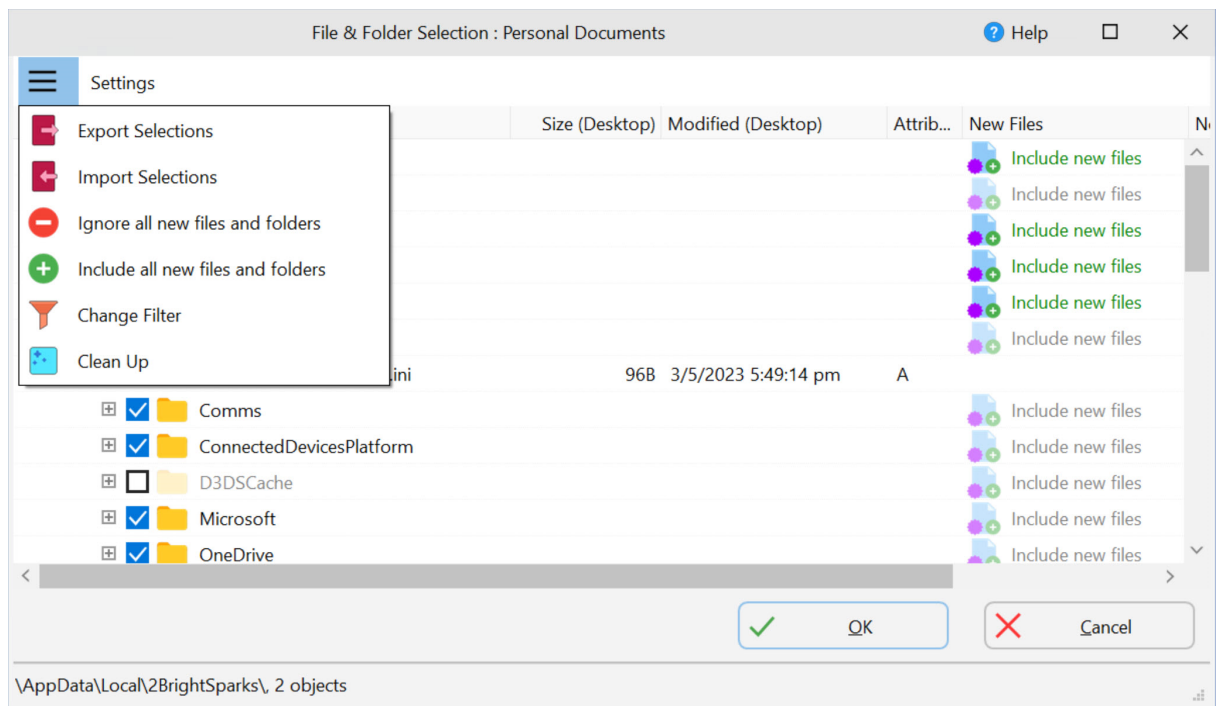 File & Folder Selection : Personal Documents
? Help
Settings
Export Selections
Import Selections
Ignore all new files and folders
Include all new files and folders
Change Filter
Clean Up
Size (Desktop) Modified (Desktop) Attrib... New Files
Include new files
Include new files
Include new files
Include new files
Include new files
Include new files
.ini 96B 3/5/2023 5:49:14 pm A
Comms Include new files
ConnectedDevicesPlatform Include new files
D3DSCache Include new files
Microsoft Include new files
OneDrive Include new files
OK Cancel
\AppData\Local\2BrightSparks\, 2 objects